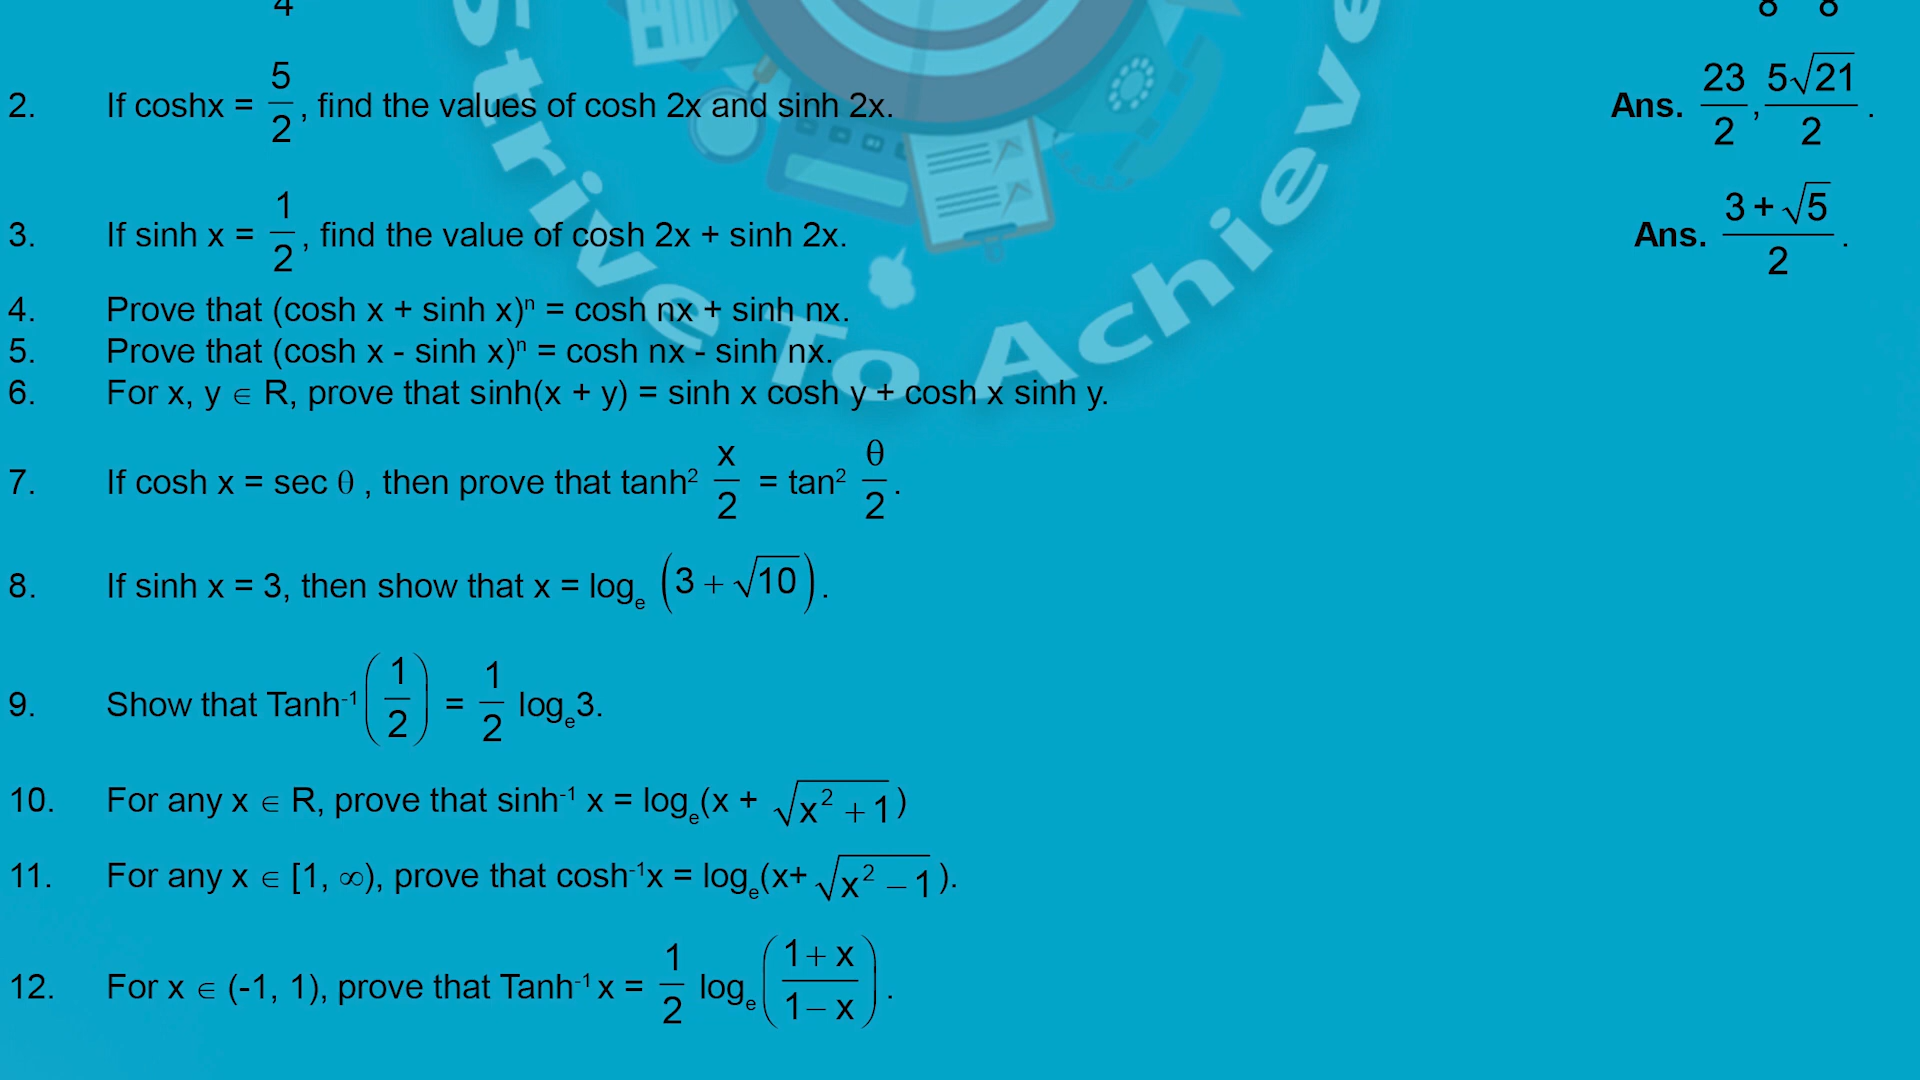 4
2. If coshx = 5/2, find the values of cosh 2x and sinh 2x. Ans. 23/2, 5√21/2.
3. If sinh x = 1/2, find the value of cosh 2x + sinh 2x. Ans. (3+√5)/2.
4. Prove that (cosh x + sinh x)ⁿ = cosh nx + sinh nx.
5. Prove that (cosh x - sinh x)ⁿ = cosh nx - sinh nx.
6. For x, y ∈ R, prove that sinh(x + y) = sinh x cosh y + cosh x sinh y.
7. If cosh x = sec θ , then prove that tanh² x/2 = tan² θ/2.
8. If sinh x = 3, then show that x = logₑ (3 + √10).
9. Show that Tanh⁻¹(1/2) = 1/2 logₑ3.
10. For any x ∈ R, prove that sinh⁻¹ x = logₑ(x + √(x² + 1))
11. For any x ∈ [1, ∞), prove that cosh⁻¹x = logₑ(x+ √(x² – 1)).
12. For x ∈ (-1, 1), prove that Tanh⁻¹ x = 1/2 logₑ((1+ x)/(1– x)).
Strive To Achieve